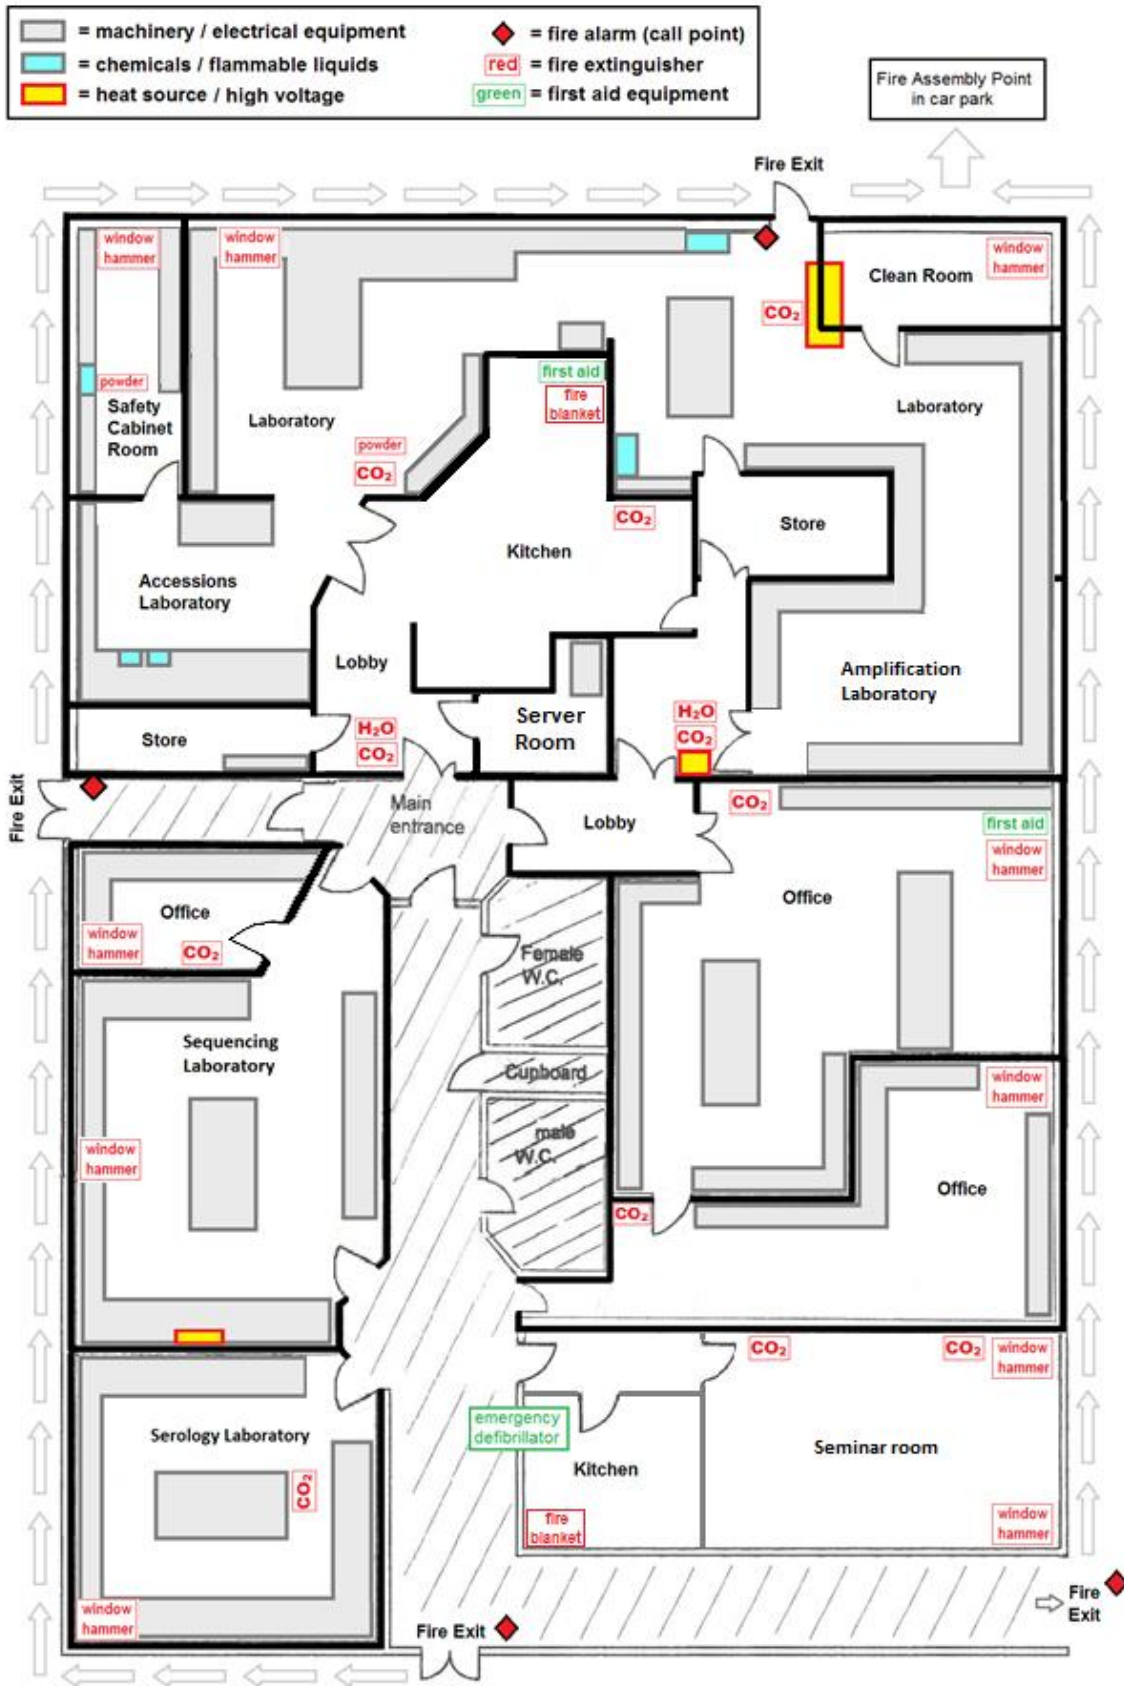 = machinery / electrical equipment
= chemicals / flammable liquids
= heat source / high voltage
= fire alarm (call point)
red = fire extinguisher
green = first aid equipment
Fire Assembly Point
in car park
Fire Exit
window
hammer
window
hammer
window
hammer
Clean Room
CO₂
first aid
fire
blanket
powder
Safety
Cabinet
Room
Laboratory
Laboratory
powder
CO₂
CO₂
Store
Kitchen
Accessions
Laboratory
Lobby
Amplification
Laboratory
Store
H₂O
CO₂
Server
Room
H₂O
CO₂
Fire Exit
Main
entrance
Lobby
CO₂
first aid
window
hammer
Office
Office
window
hammer
CO₂
Female
W.C.
Sequencing
Laboratory
Cupboard
window
hammer
male
W.C.
window
hammer
Office
CO₂
CO₂
CO₂
window
hammer
emergency
defibrillator
Serology Laboratory
Seminar room
CO₂
Kitchen
fire
blanket
window
hammer
window
hammer
Fire
Exit
Fire Exit